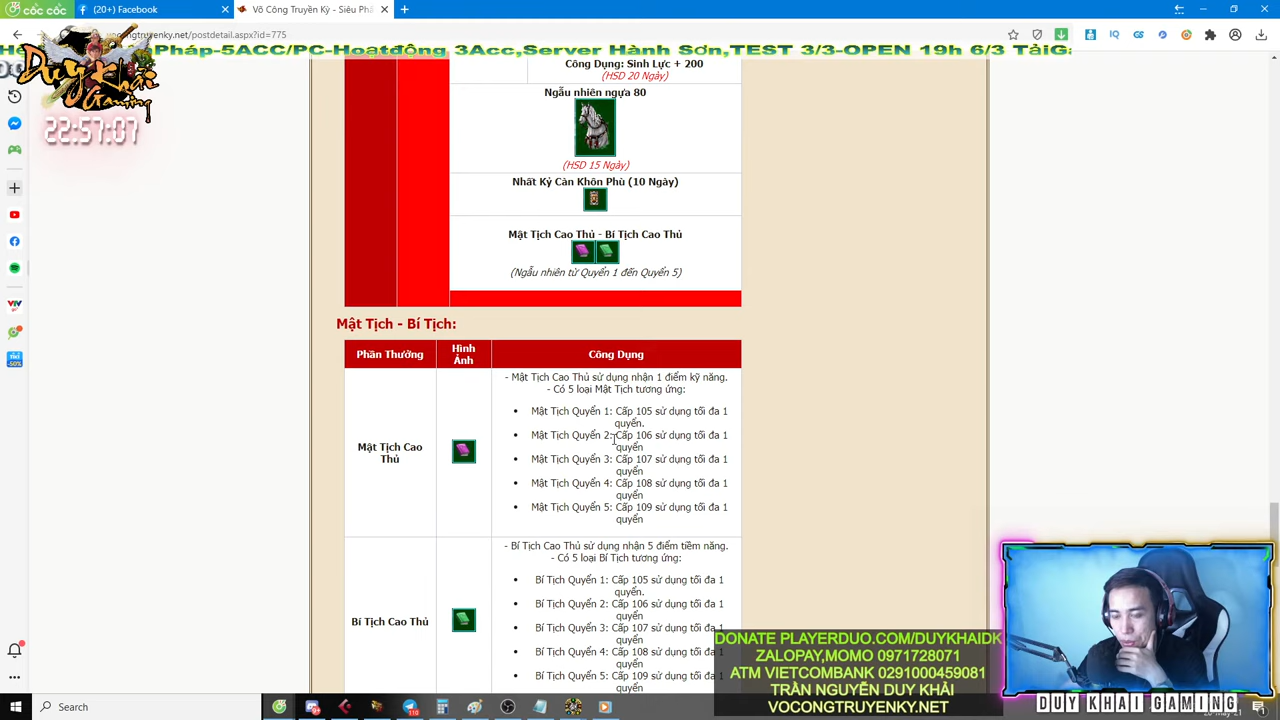 CỐC CỐC
(20+) Facebook
Võ Công Truyền Kỳ - Siêu Phẩ
vocongtruyenky.net/postdetail.aspx?id=775
Pháp-5ACC/PC-Hoạtđộng 3Acc,Server Hành Sơn,TEST 3/3-OPEN 19h 6/3 TảiGa
Duy Khải
Gaming
22:57:07
Công Dụng: Sinh Lực + 200
(HSD 20 Ngày)
Ngẫu nhiên ngựa 80
(HSD 15 Ngày)
Nhất Kỷ Càn Khôn Phù (10 Ngày)
Mật Tịch Cao Thủ - Bí Tịch Cao Thủ
(Ngẫu nhiên từ Quyển 1 đến Quyển 5)
Mật Tịch - Bí Tịch:
Phần Thưởng
Hình
Ảnh
Công Dụng
- Mật Tịch Cao Thủ sử dụng nhận 1 điểm kỹ năng.
- Có 5 loại Mật Tịch tương ứng:
• Mật Tịch Quyển 1: Cấp 105 sử dụng tối đa 1
quyển.
• Mật Tịch Quyển 2: Cấp 106 sử dụng tối đa 1
quyển
• Mật Tịch Quyển 3: Cấp 107 sử dụng tối đa 1
quyển
• Mật Tịch Quyển 4: Cấp 108 sử dụng tối đa 1
quyển
• Mật Tịch Quyển 5: Cấp 109 sử dụng tối đa 1
quyển
Mật Tịch Cao
Thủ
- Bí Tịch Cao Thủ sử dụng nhận 5 điểm tiềm năng.
- Có 5 loại Bí Tịch tương ứng:
• Bí Tịch Quyển 1: Cấp 105 sử dụng tối đa 1
quyển.
• Bí Tịch Quyển 2: Cấp 106 sử dụng tối đa 1
quyển
• Bí Tịch Quyển 3: Cấp 107 sử dụng tối đa 1
quyển
• Bí Tịch Quyển 4: Cấp 108 sử dụng tối đa 1
quyển
• Bí Tịch Quyển 5: Cấp 109 sử dụng tối đa 1
quyển
Bí Tịch Cao Thủ
DONATE PLAYERDUO.COM/DUYKHAIDK
ZALOPAY,MOMO 0971728071
ATM VIETCOMBANK 0291000459081
TRẦN NGUYỄN DUY KHẢI
VOCONGTRUYENKY.NET
DUY KHAI GAMING
Search